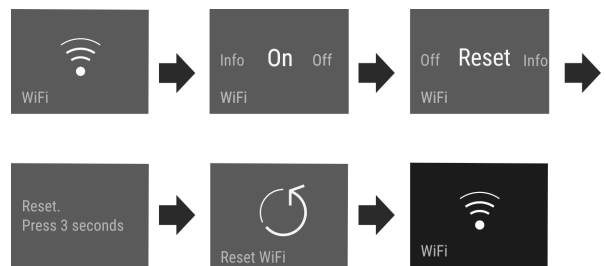 WiFi
Info On Off
WiFi
Off Reset Info
WiFi
Reset.
Press 3 seconds
Reset WiFi
WiFi